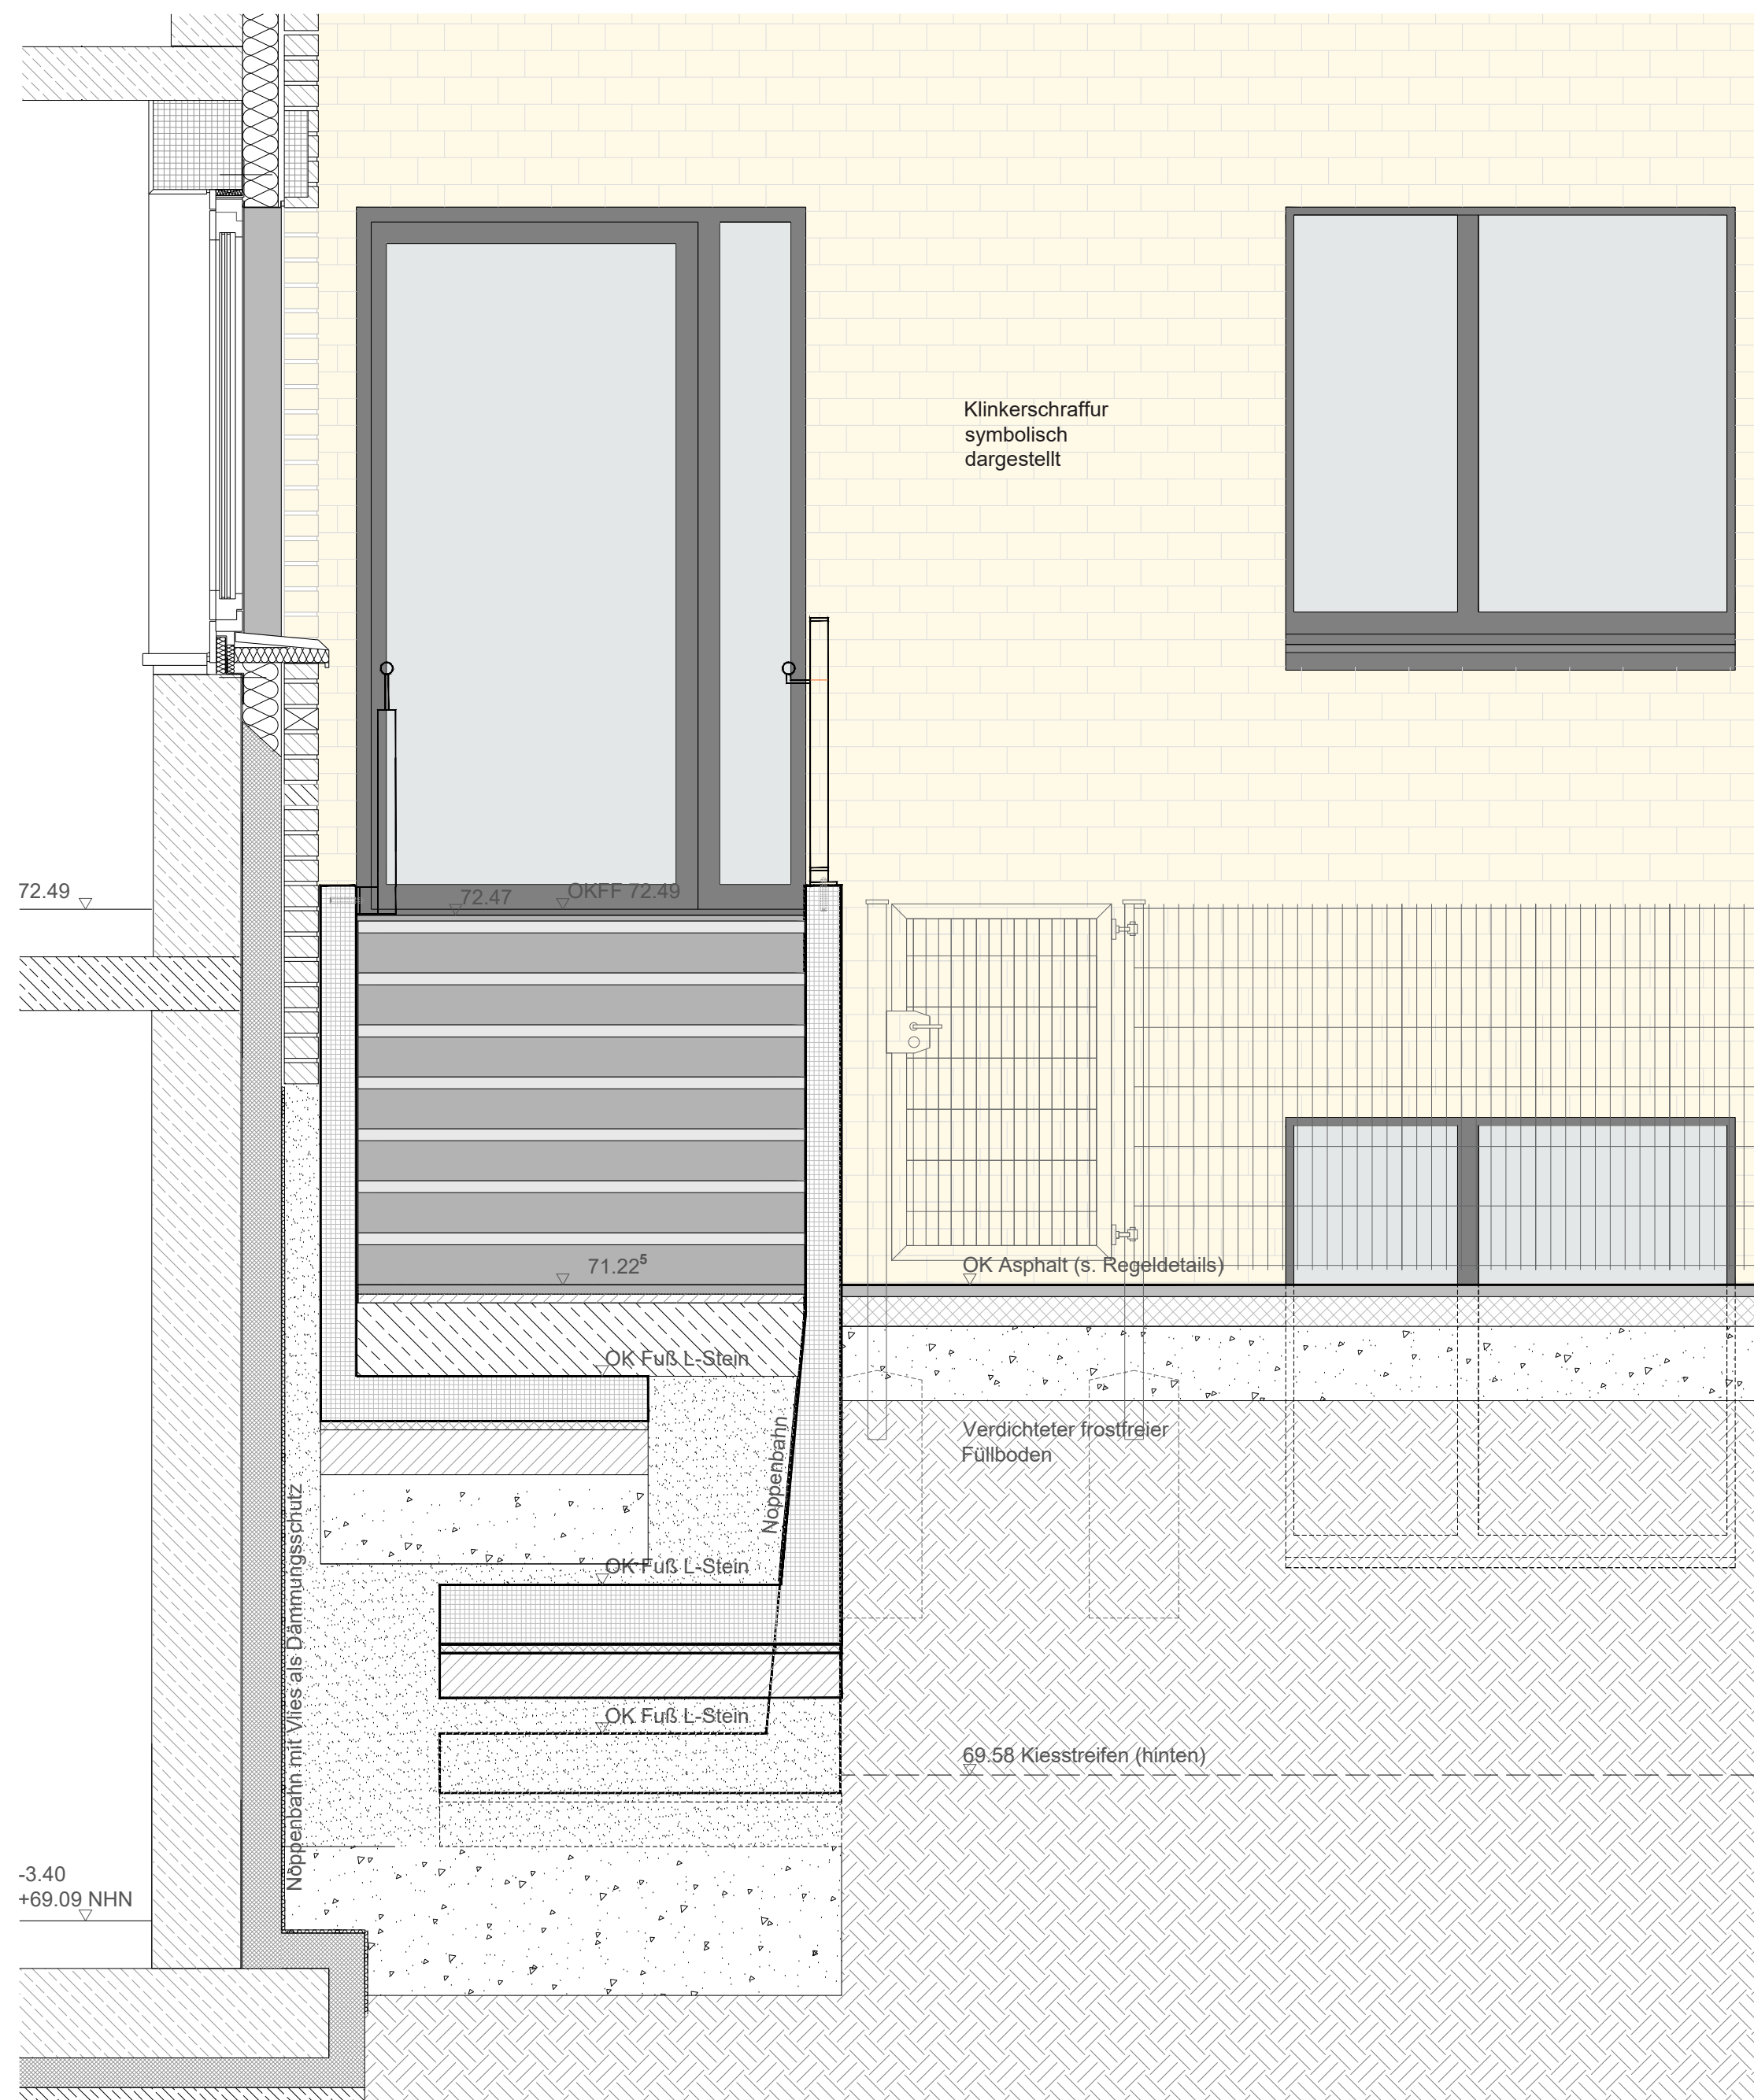 Klinkerschraffur
symbolisch
dargestellt
72.49
72.47
OKFF 72.49
71.22⁵
OK Asphalt (s. Regeldetails)
OK Fuß L-Stein
Noppenbahn
Verdichteter frostfreier
Füllboden
Noppenbahn mit Vlies als Dämmungsschutz
OK Fuß L-Stein
OK Fuß L-Stein
69.58 Kiesstreifen (hinten)
-3.40
+69.09 NHN